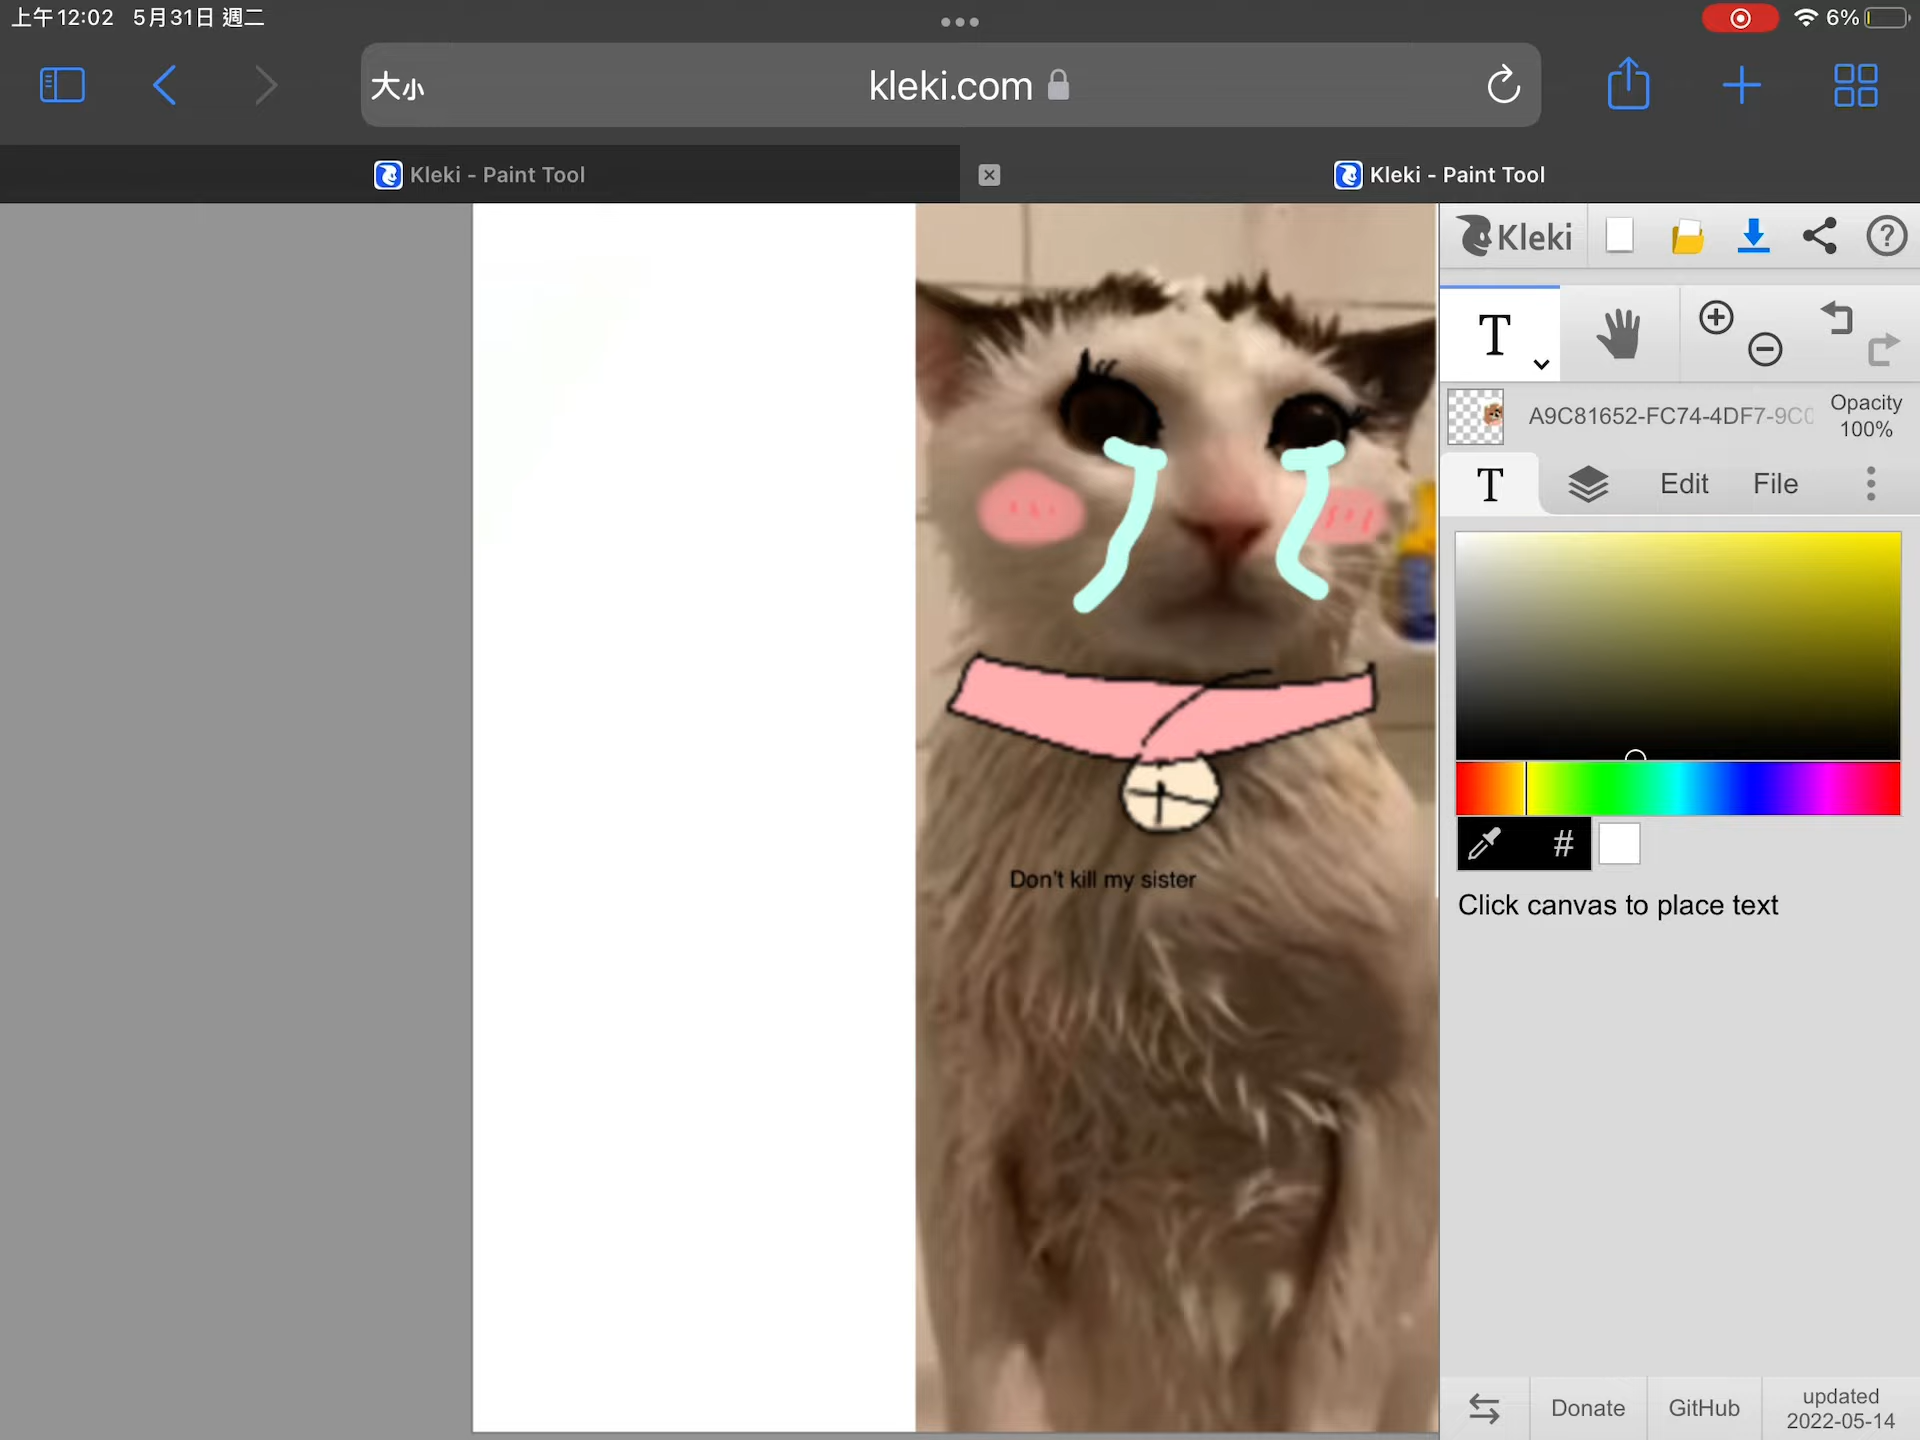 上午12:02 5月31日 週二
6%
大小
kleki.com
Kleki - Paint Tool
Kleki - Paint Tool
Kleki
T
A9C81652-FC74-4DF7-9C
Opacity
100%
T
Edit
File
#
Click canvas to place text
Don't kill my sister
Donate
GitHub
updated
2022-05-14